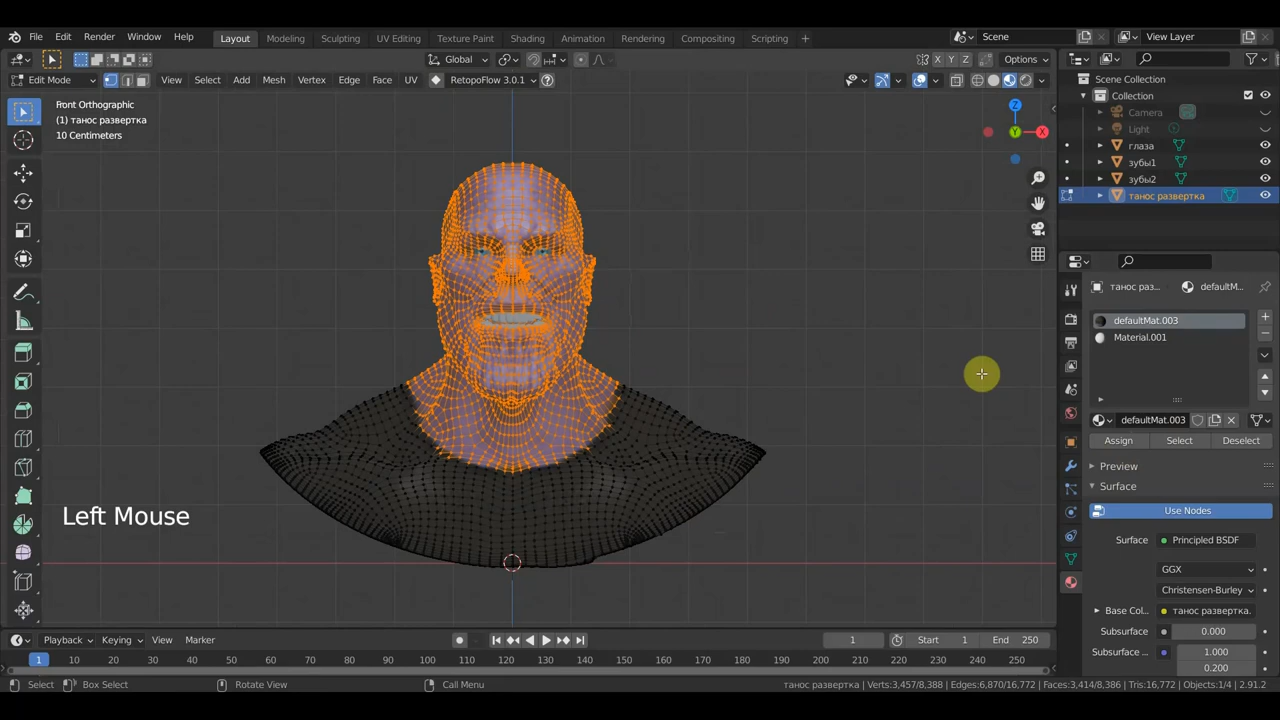 File Edit Render Window Help Layout Modeling Sculpting UV Editing Texture Paint Shading Animation Rendering Compositing Scripting + Scene View Layer
Global Options
Edit Mode View Select Add Mesh Vertex Edge Face UV RetopoFlow 3.0.1
Scene Collection
Collection
Camera
Light
глаза
зубы1
зубы2
танос развертка
Front Orthographic
(1) танос развертка
10 Centimeters
Z
Y
X
Left Mouse
танос раз... defaultM...
defaultMat.003
Material.001
defaultMat.003
Assign Select Deselect
Preview
Surface
Use Nodes
Surface Principled BSDF
GGX
Christensen-Burley
Base Col... танос развертка.
Subsurface 0.000
Subsurface ... 1.000
0.200
Playback Keying View Marker 1 Start 1 End 250
1 10 20 30 40 50 60 70 80 90 100 110 120 130 140 150 160 170 180 190 200 210 220 230 240 250
Select Box Select Rotate View Call Menu танос развертка | Verts:3,457/8,388 | Edges:6,870/16,772 | Faces:3,414/8,386 | Tris:16,772 | Objects:1/4 | 2.91.2